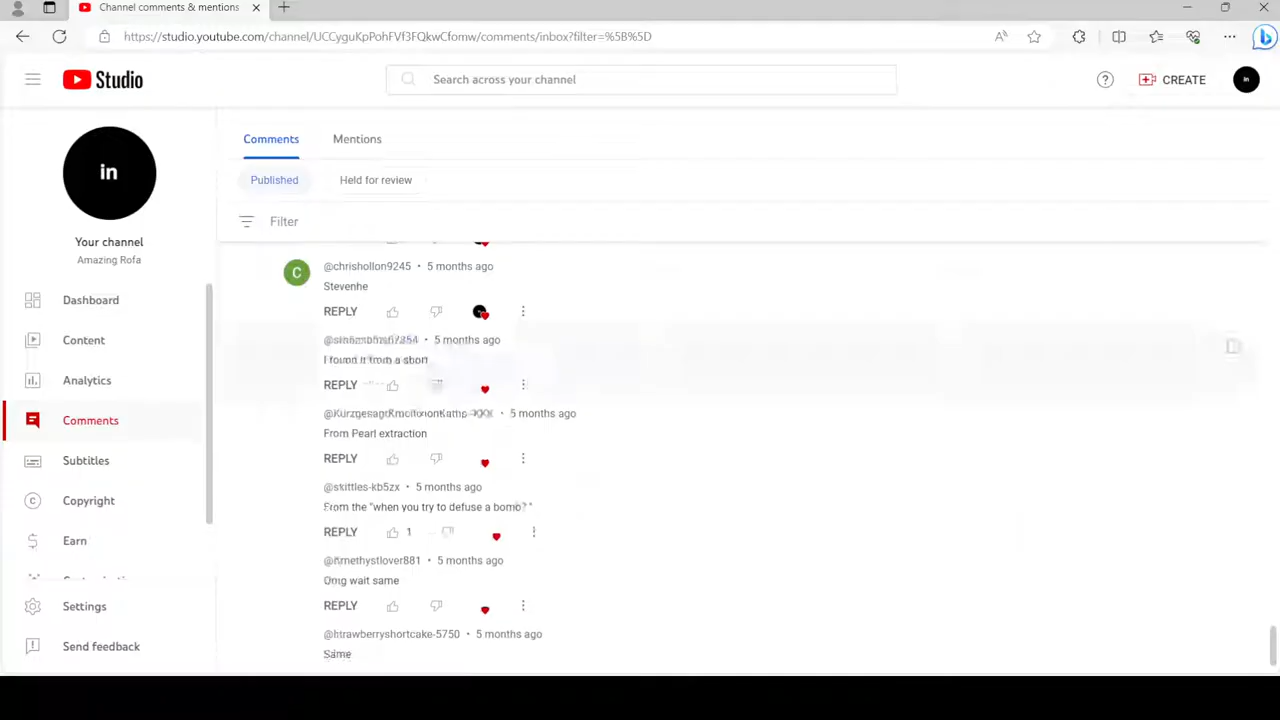 Channel comments & mentions
https://studio.youtube.com/channel/UCCyguKpPohFVf3FQkwCfomw/comments/inbox?filter=%5B%5D
Studio
Search across your channel
CREATE
in
in
Your channel
Amazing Rofa
Dashboard
Content
Analytics
Comments
Subtitles
Copyright
Earn
Settings
Send feedback
Comments Mentions
Published Held for review
Filter
C
@chrishollon9245 • 5 months ago
Stevenhe
REPLY
• 5 months ago
I found it from a short
REPLY
• 5 months ago
From Pearl extraction
REPLY
@skittles-kb5zx • 5 months ago
From the "when you try to defuse a bomb?"
REPLY 1
• 5 months ago
Omg wait same
REPLY
• 5 months ago
Same